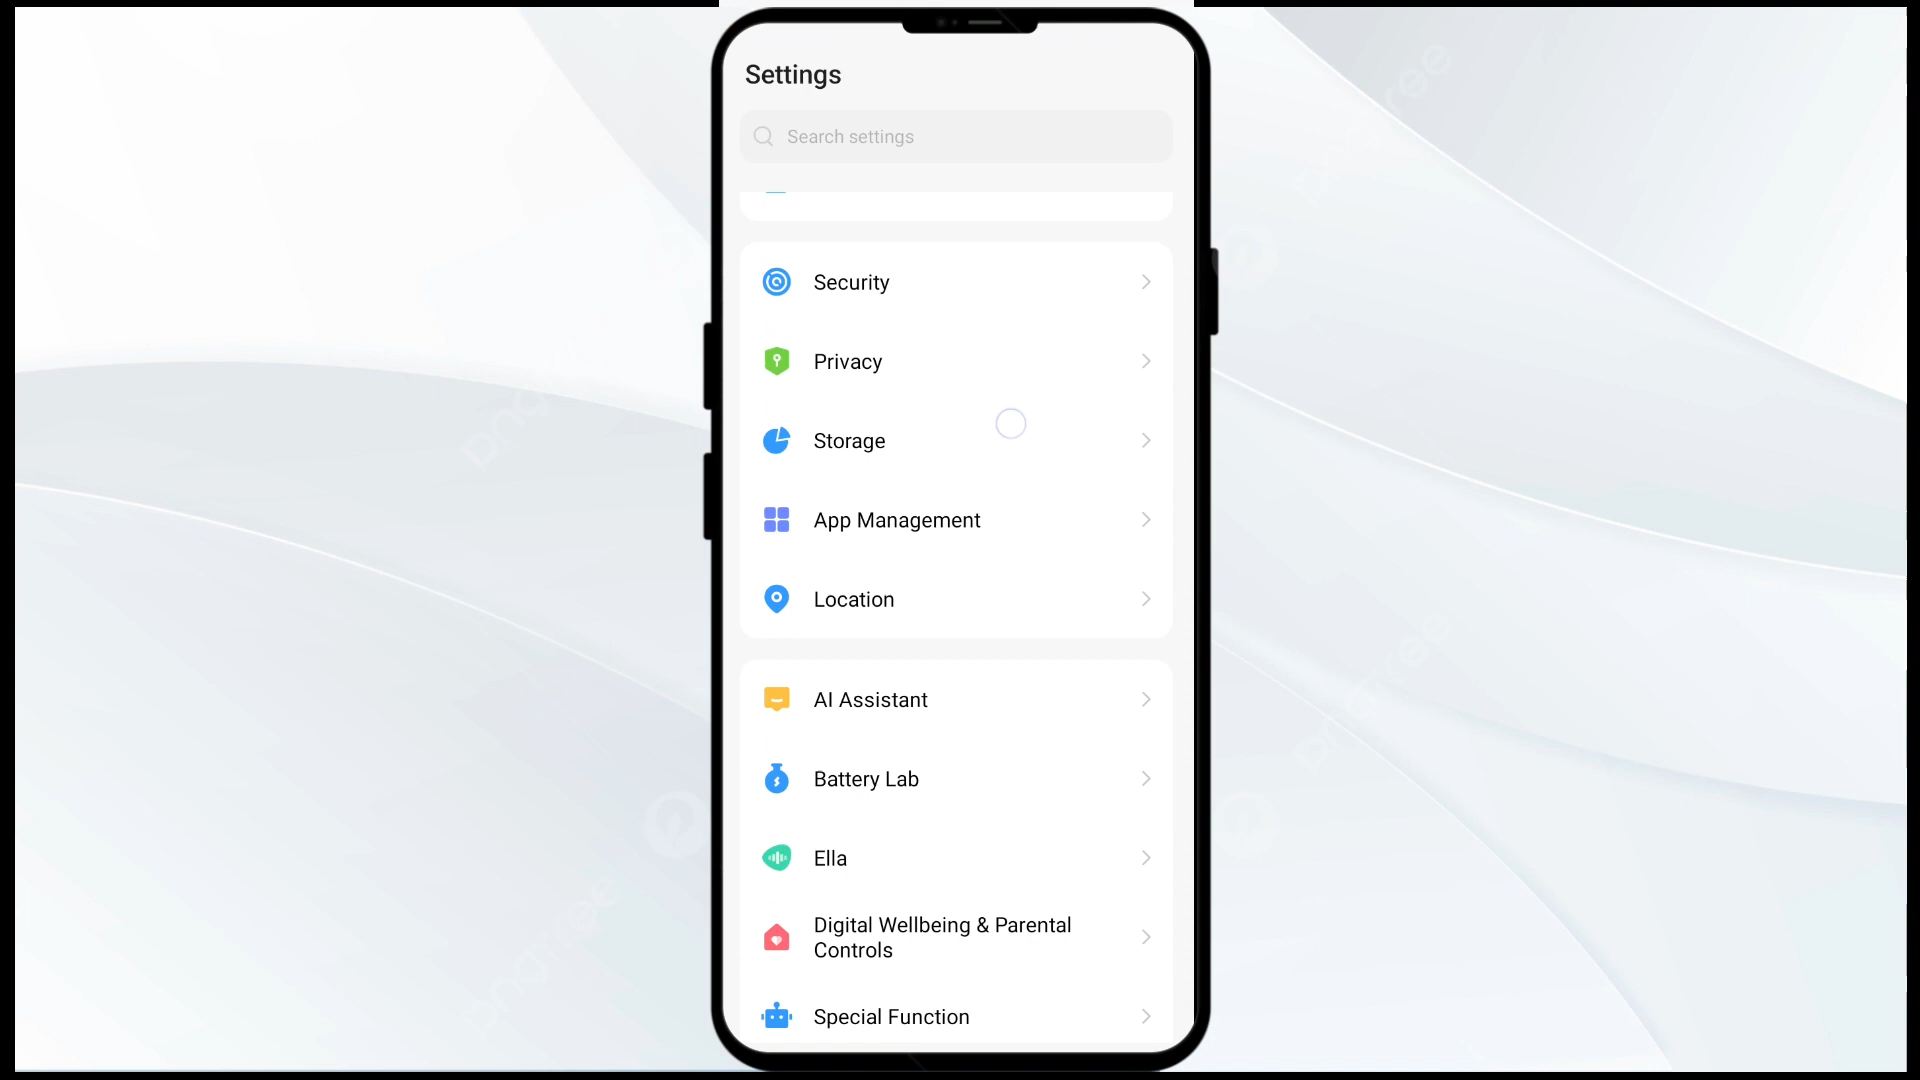 Settings
Search settings
Security
Privacy
Storage
App Management
Location
AI Assistant
Battery Lab
Ella
Digital Wellbeing & Parental
Controls
Special Function